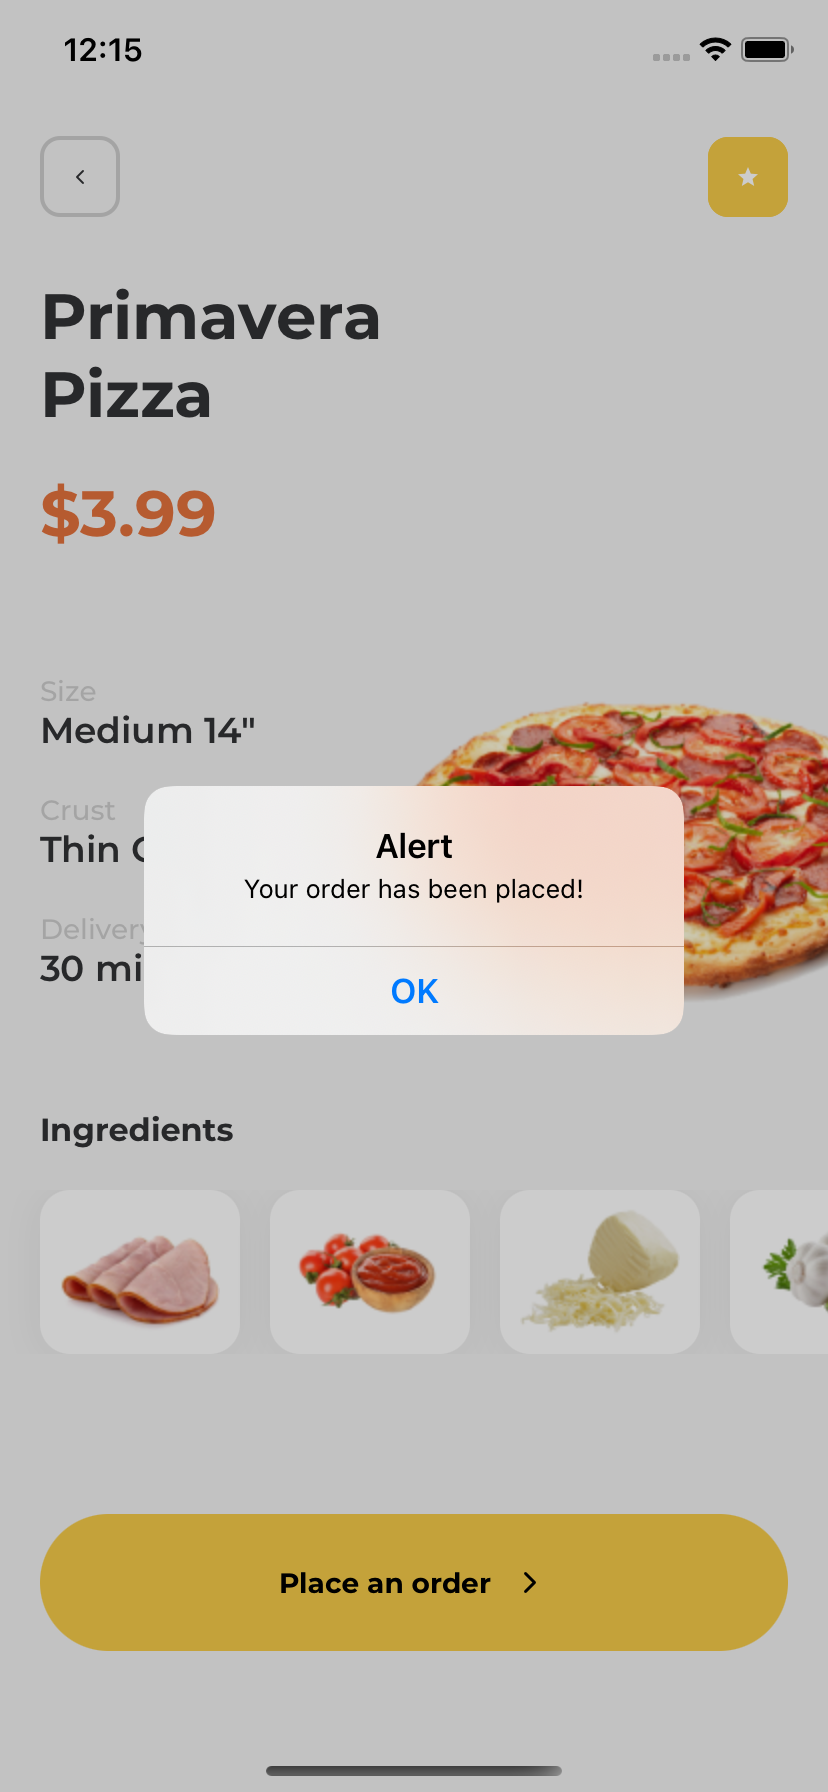 12:15
Primavera
Pizza
$3.99
Size
Medium 14"
Crust
Thin
Delivery
30
Alert
Your order has been placed!
OK
Ingredients
Place an order